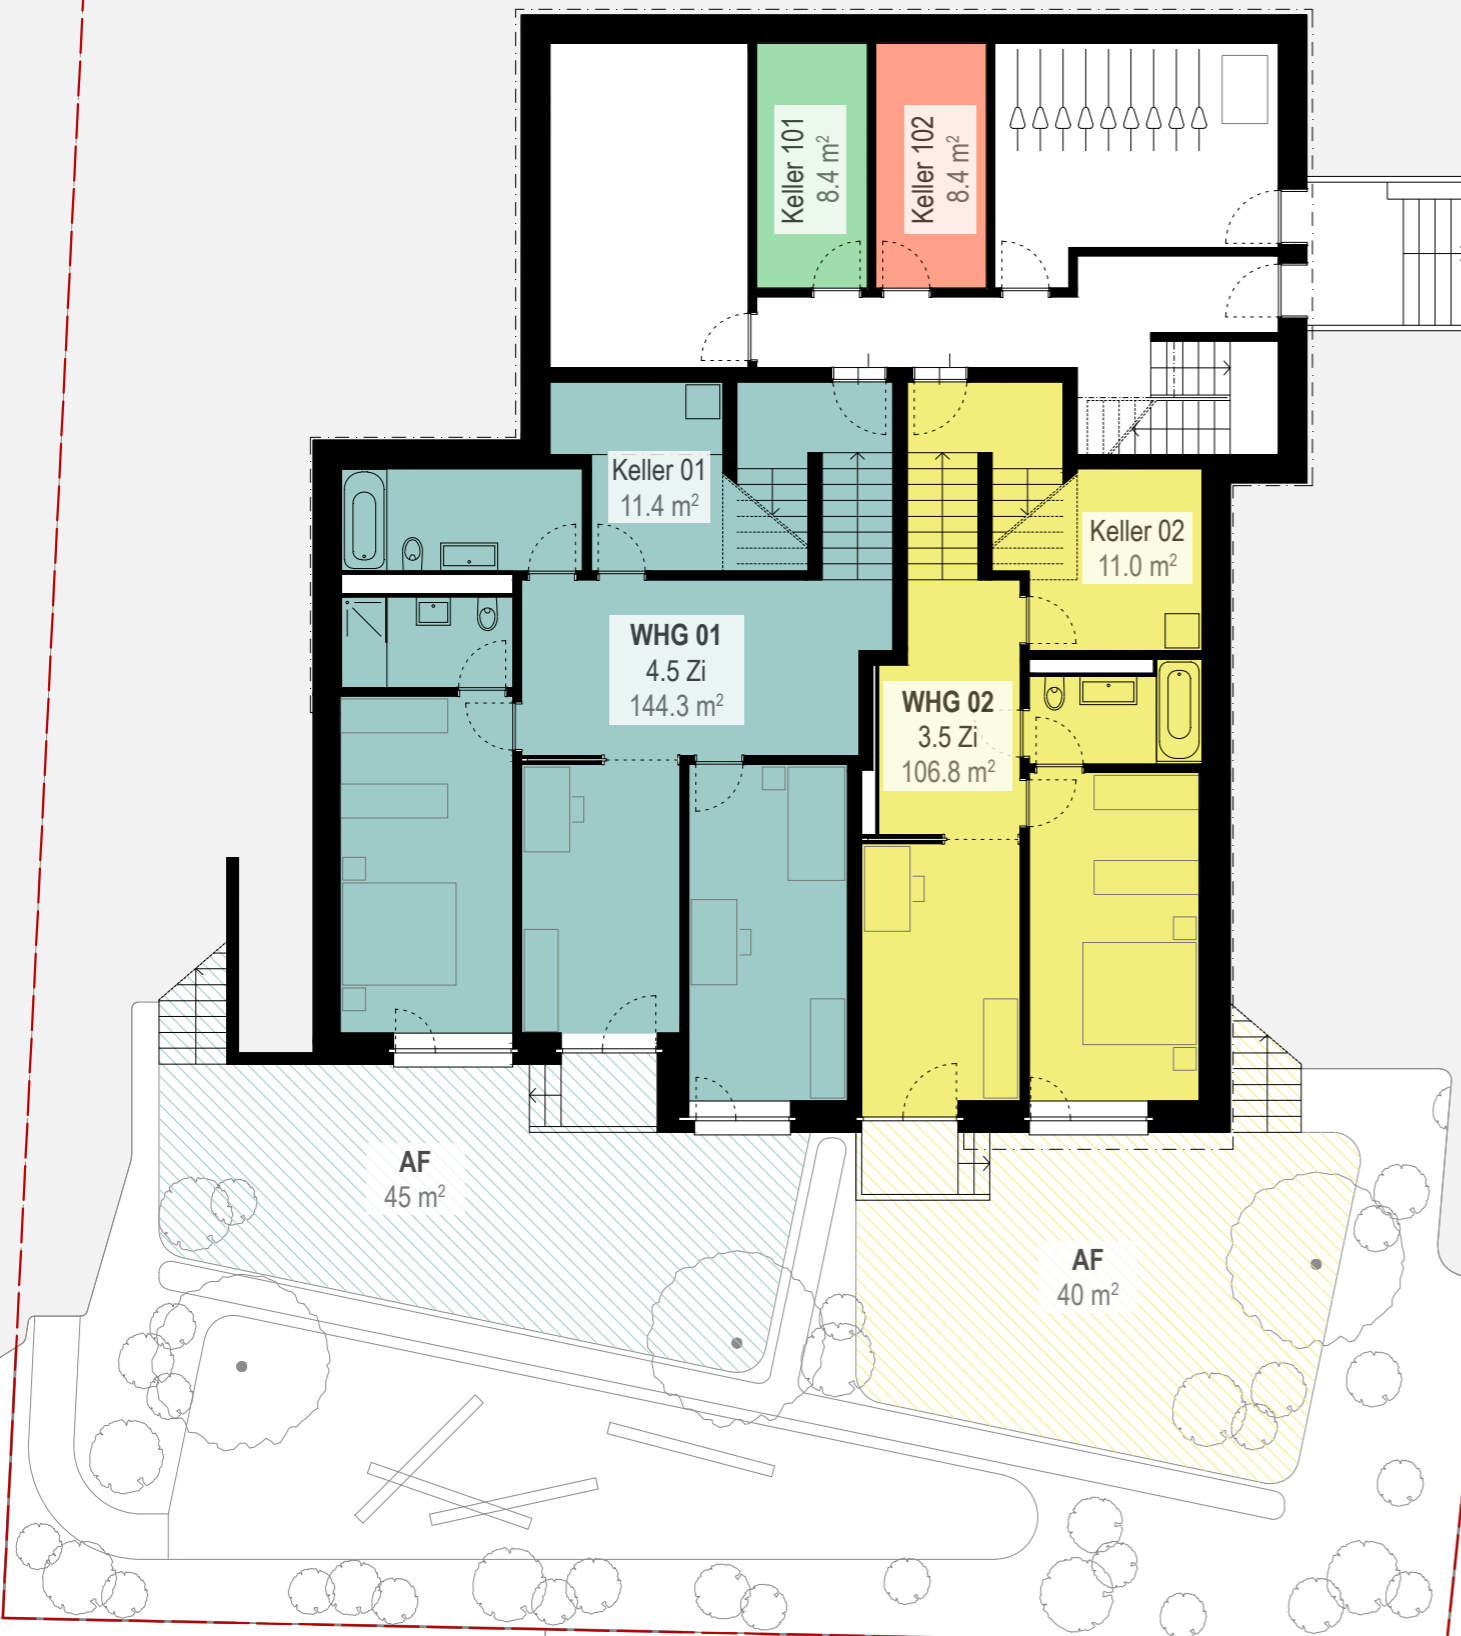 Keller 101
8.4 m²
Keller 102
8.4 m²
Keller 01
11.4 m²
Keller 02
11.0 m²
WHG 01
4.5 Zi
144.3 m²
WHG 02
3.5 Zi
106.8 m²
AF
45 m²
AF
40 m²